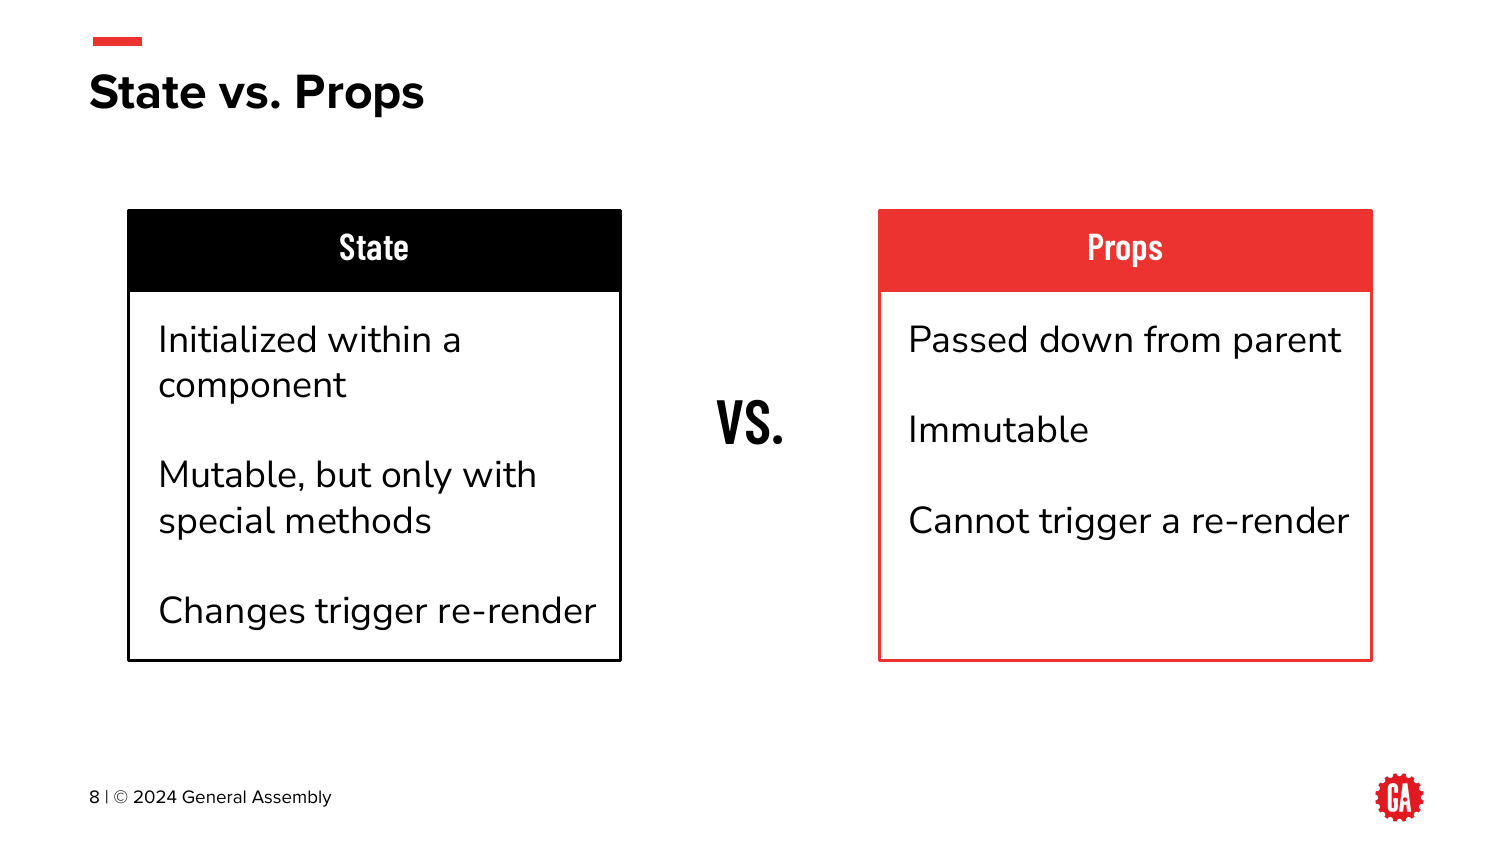 State vs. Props
State
Initialized within a
component
Mutable, but only with
special methods
Changes trigger re-render
VS.
Props
Passed down from parent
Immutable
Cannot trigger a re-render
8 | © 2024 General Assembly
GA